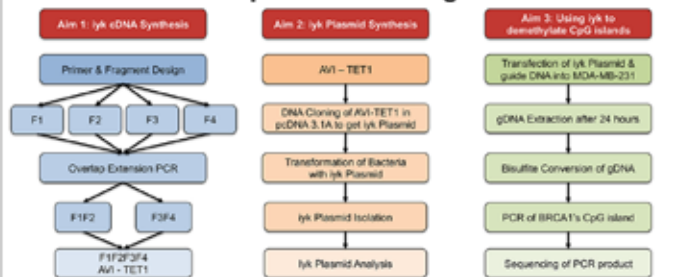 Aim 1: iyk cDNA Synthesis
Primer & Fragment Design
F1
F2
F3
F4
Overlap Extension PCR
F1F2
F3F4
F1F2F3F4
AVI - TET1
Aim 2: iyk Plasmid Synthesis
AVI – TET1
DNA Cloning of AVI-TET1 in
pcDNA 3.1A to get iyk Plasmid
Transformation of Bacteria
with iyk Plasmid
iyk Plasmid Isolation
iyk Plasmid Analysis
Aim 3: Using iyk to
demethylate CpG islands
Transfection of iyk Plasmid &
guide DNA into MDA-MB-231
gDNA Extraction after 24 hours
Bisulfite Conversion of gDNA
PCR of BRCA1's CpG island
Sequencing of PCR product